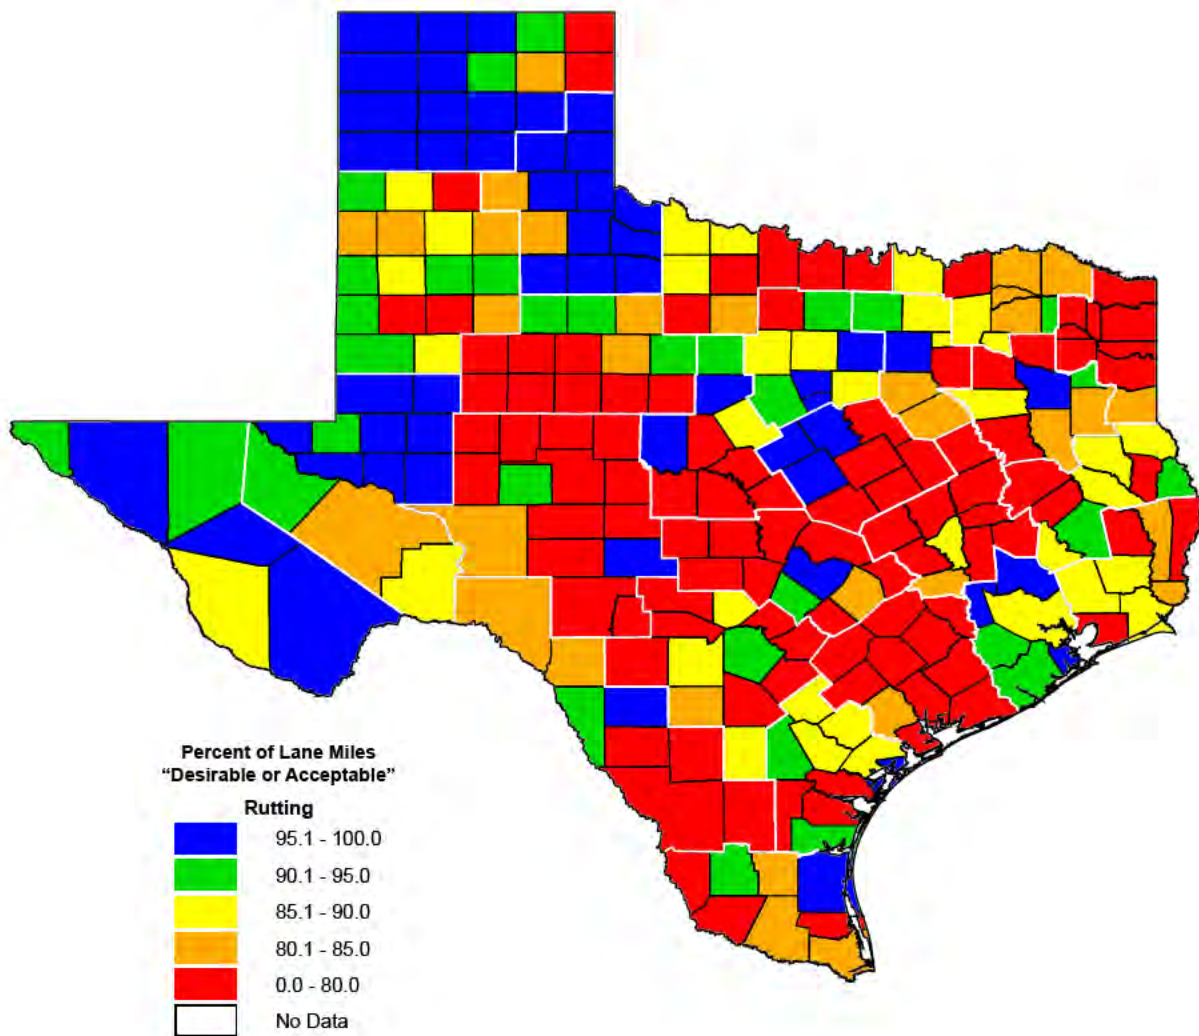 Percent of Lane Miles
“Desirable or Acceptable”
Rutting
95.1 - 100.0
90.1 - 95.0
85.1 - 90.0
80.1 - 85.0
0.0 - 80.0
No Data